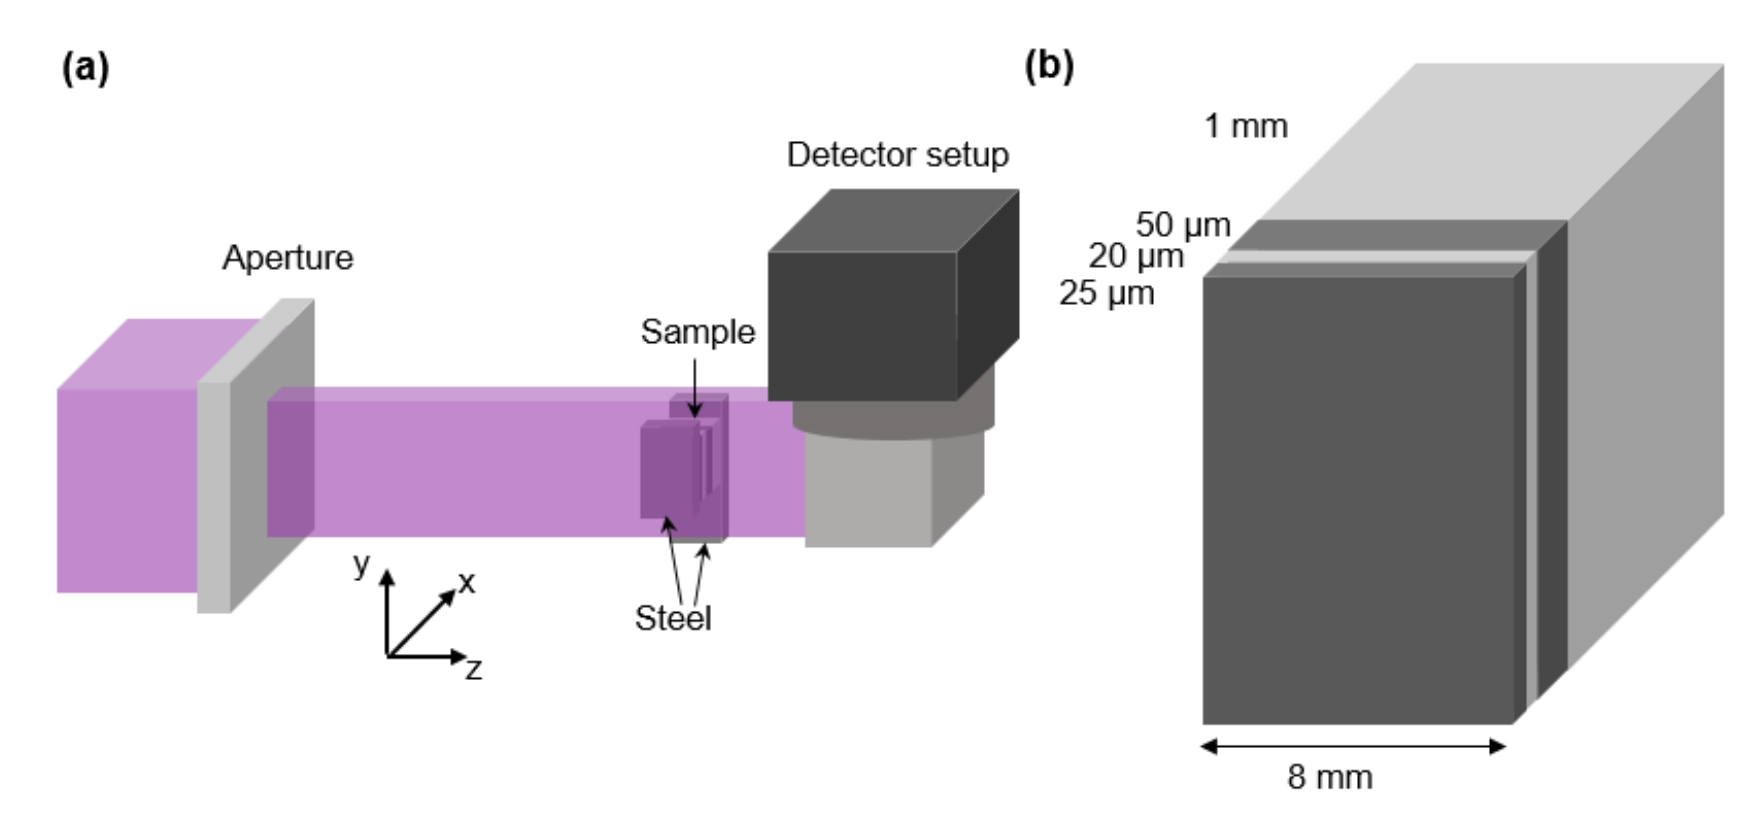 (a)
Aperture
Sample
Detector setup
Steel
y
x
z
(b)
1 mm
50 µm
20 µm
25 µm
8 mm